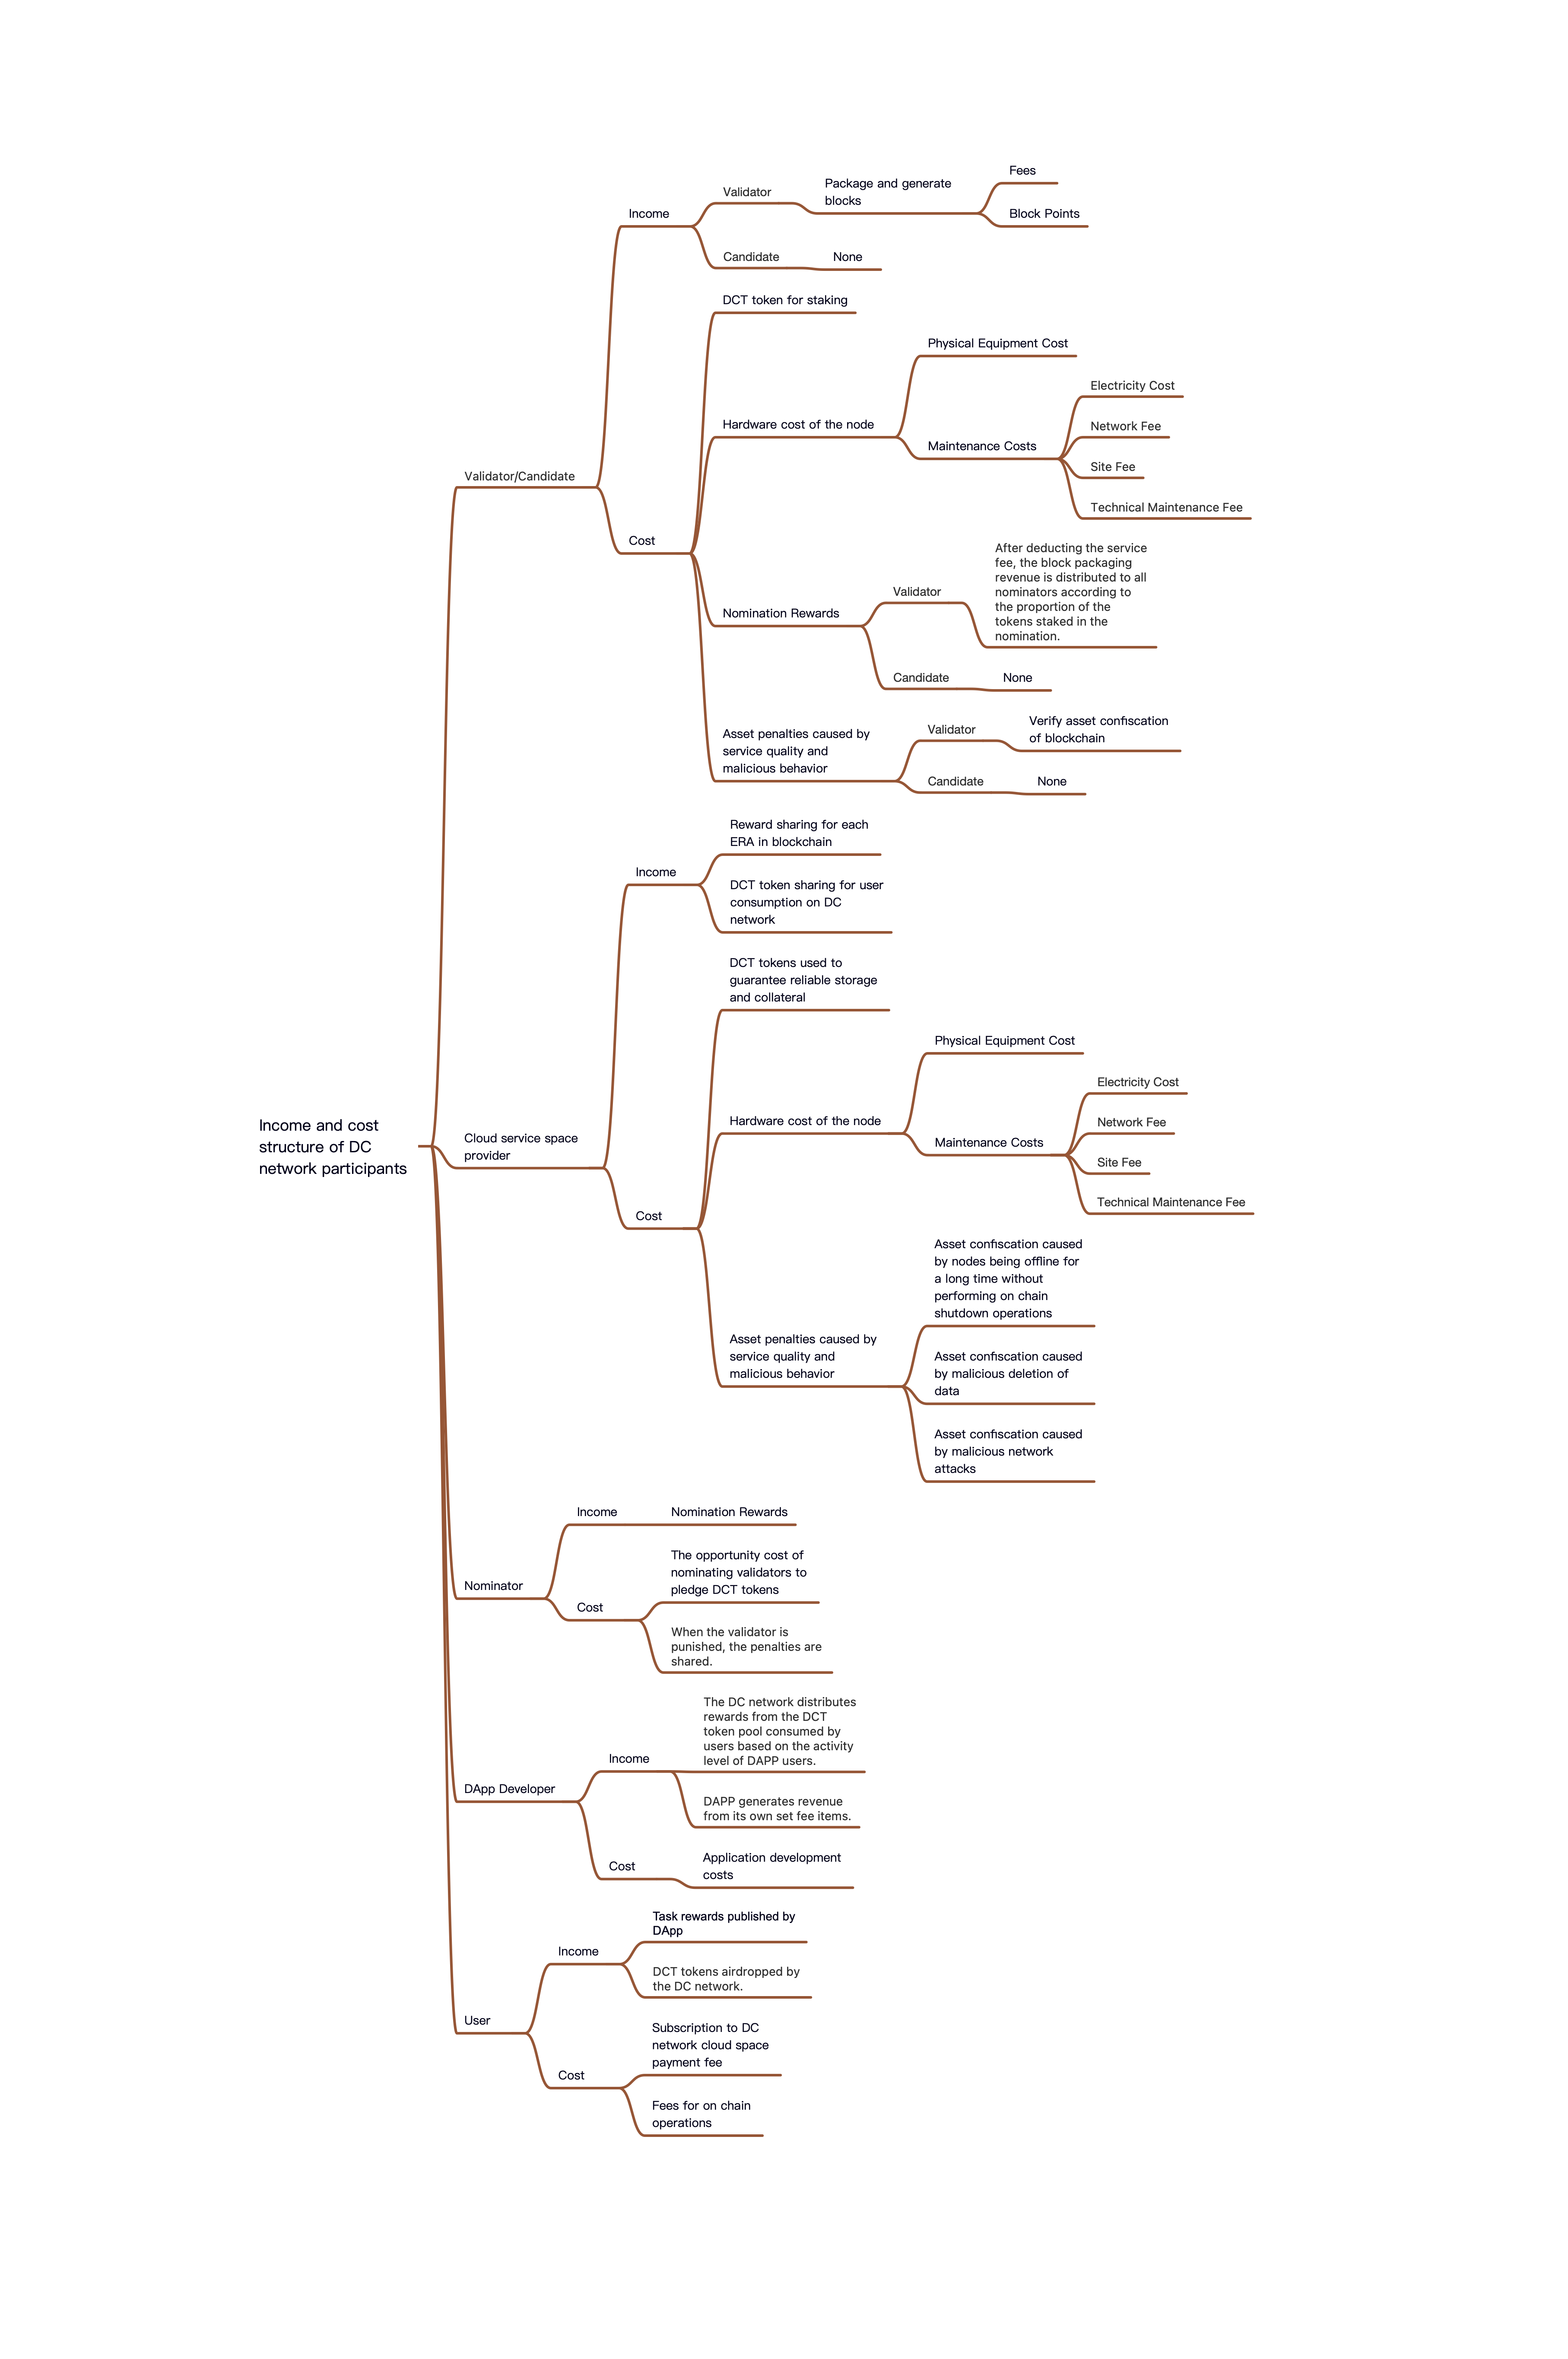 Income and cost
structure of DC
network participants
Validator/Candidate
Income
Validator
Package and generate
blocks
Fees
Block Points
Candidate
None
Cost
DCT token for staking
Hardware cost of the node
Physical Equipment Cost
Maintenance Costs
Electricity Cost
Network Fee
Site Fee
Technical Maintenance Fee
Nomination Rewards
Validator
After deducting the service
fee, the block packaging
revenue is distributed to all
nominators according to
the proportion of the
tokens staked in the
nomination.
Candidate
None
Asset penalties caused by
service quality and
malicious behavior
Validator
Verify asset confiscation
of blockchain
Candidate
None
Cloud service space
provider
Income
Reward sharing for each
ERA in blockchain
DCT token sharing for user
consumption on DC
network
Cost
DCT tokens used to
guarantee reliable storage
and collateral
Hardware cost of the node
Physical Equipment Cost
Maintenance Costs
Electricity Cost
Network Fee
Site Fee
Technical Maintenance Fee
Asset penalties caused by
service quality and
malicious behavior
Asset confiscation caused
by nodes being offline for
a long time without
performing on chain
shutdown operations
Asset confiscation caused
by malicious deletion of
data
Asset confiscation caused
by malicious network
attacks
Nominator
Income
Nomination Rewards
Cost
The opportunity cost of
nominating validators to
pledge DCT tokens
When the validator is
punished, the penalties are
shared.
DApp Developer
Income
The DC network distributes
rewards from the DCT
token pool consumed by
users based on the activity
level of DAPP users.
DAPP generates revenue
from its own set fee items.
Cost
Application development
costs
User
Income
Task rewards published by
DApp
DCT tokens airdropped by
the DC network.
Cost
Subscription to DC
network cloud space
payment fee
Fees for on chain
operations